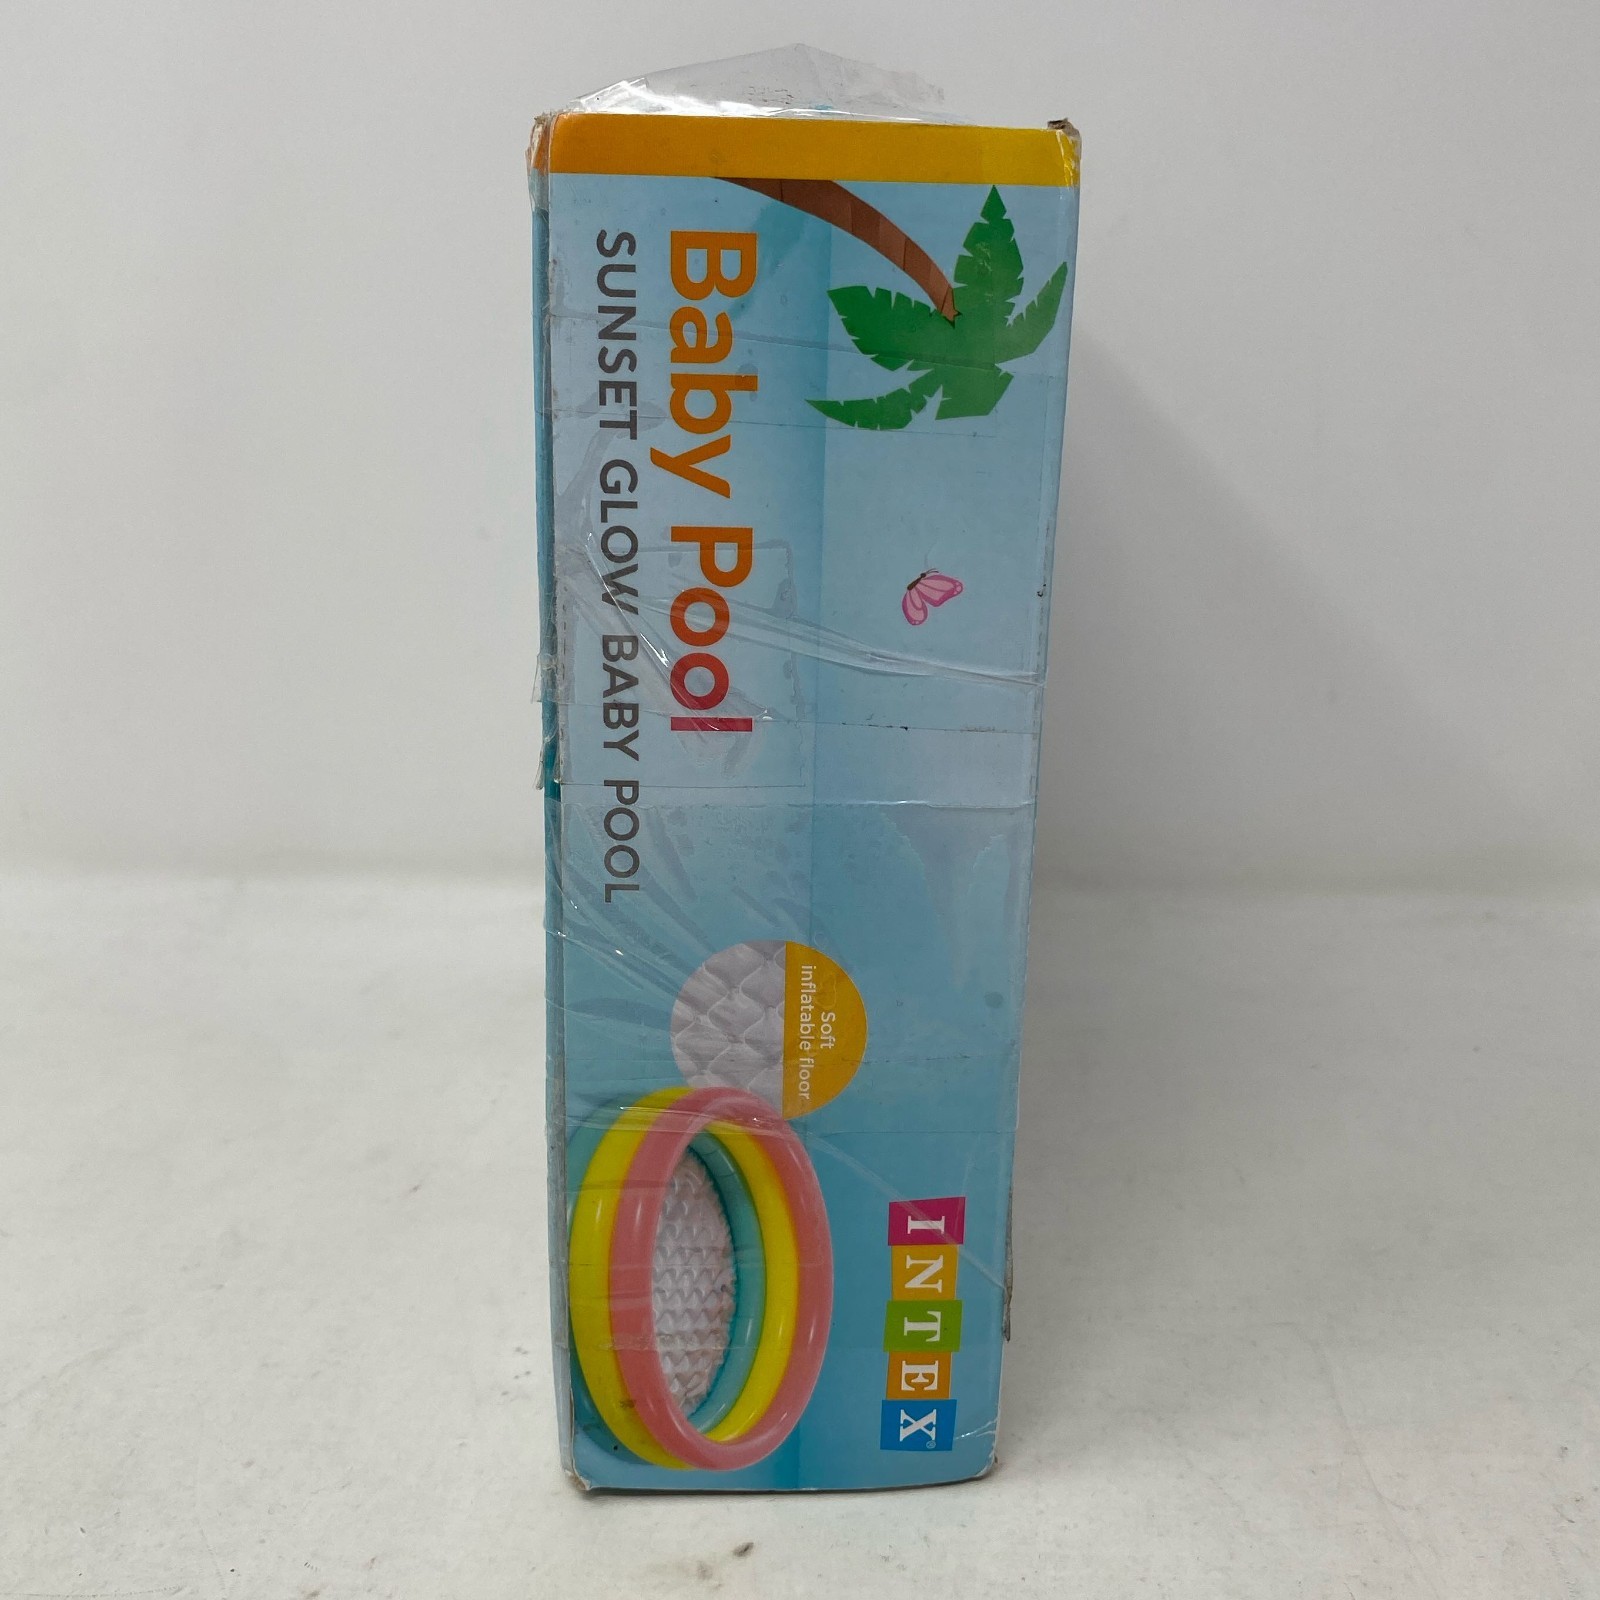 INTEX®
Baby Pool
SUNSET GLOW BABY POOL
Soft
inflatable floor